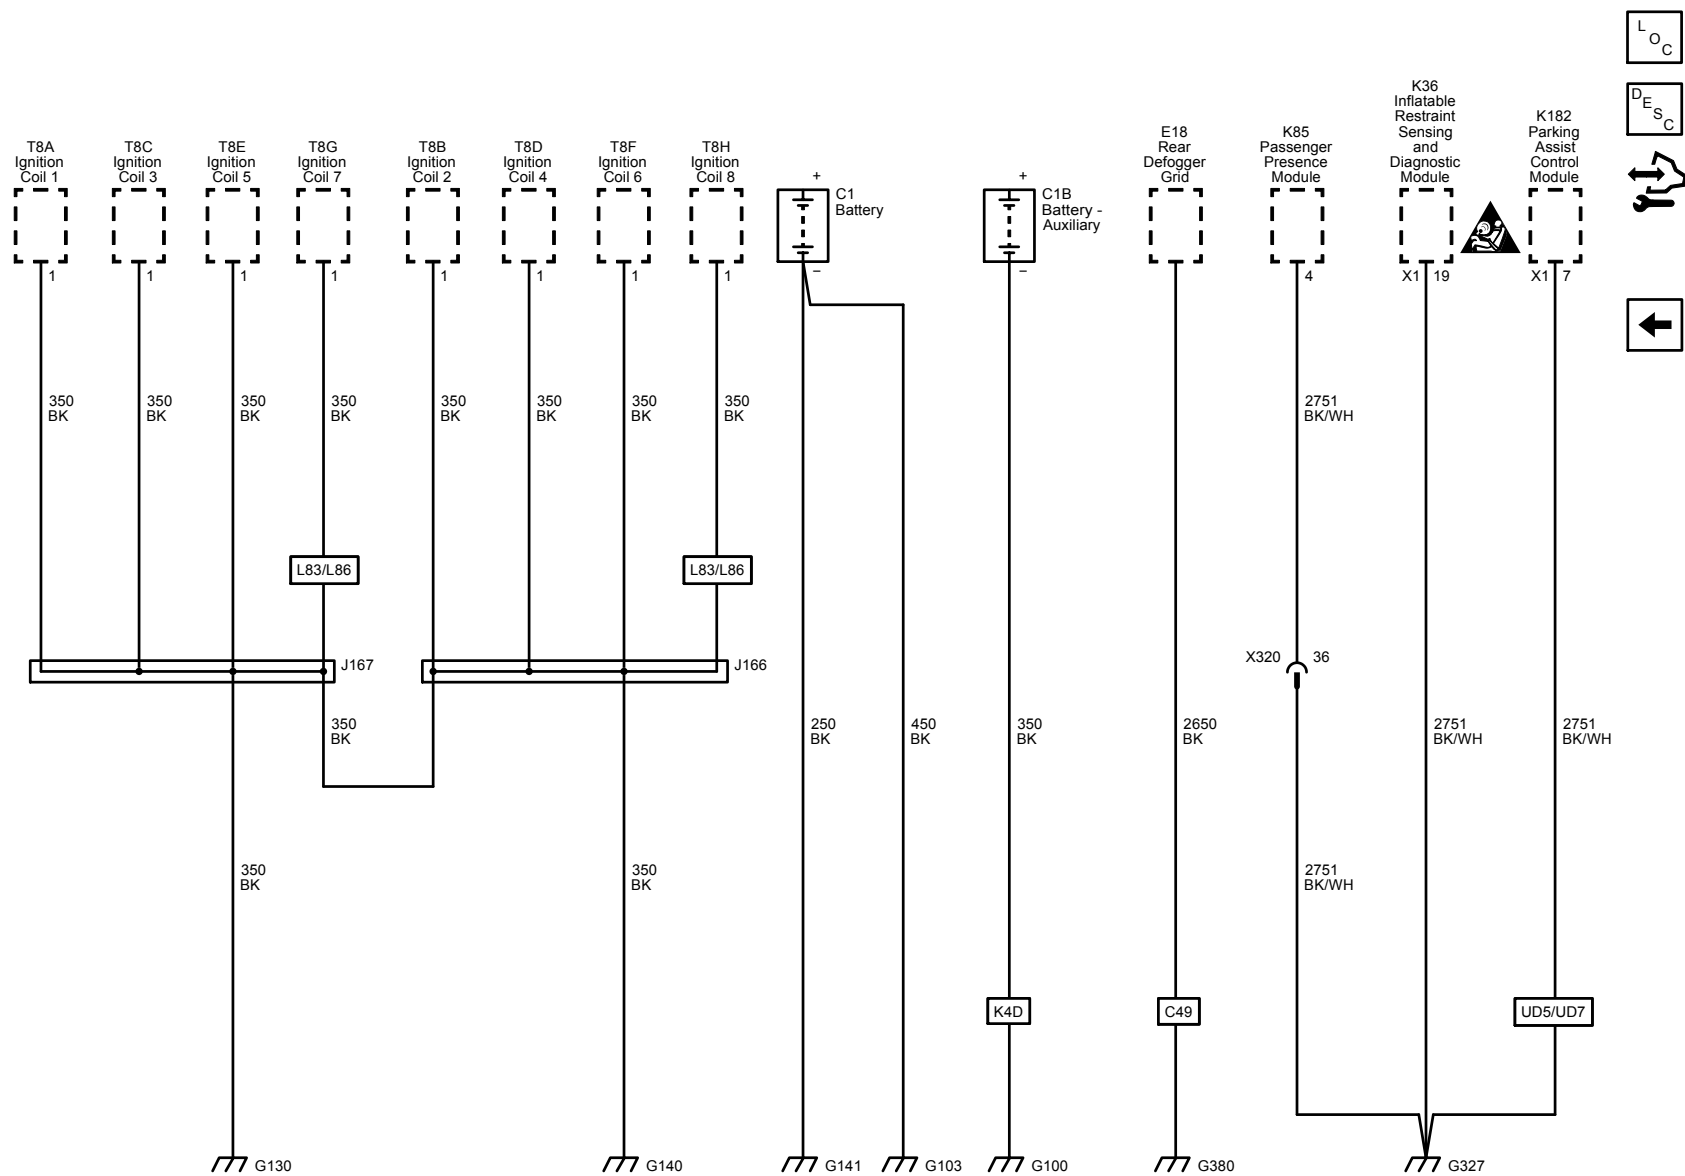 L
O
C
D
E
S
C
T8A
Ignition
Coil 1
T8C
Ignition
Coil 3
T8E
Ignition
Coil 5
T8G
Ignition
Coil 7
T8B
Ignition
Coil 2
T8D
Ignition
Coil 4
T8F
Ignition
Coil 6
T8H
Ignition
Coil 8
+
C1
Battery
–
+
C1B
Battery -
Auxiliary
–
E18
Rear
Defogger
Grid
K85
Passenger
Presence
Module
K36
Inflatable
Restraint
Sensing
and
Diagnostic
Module
K182
Parking
Assist
Control
Module
1
1
1
1
1
1
1
1
4
X1 19
X1 7
350
BK
350
BK
350
BK
350
BK
350
BK
350
BK
350
BK
350
BK
2751
BK/WH
L83/L86
L83/L86
J167
J166
X320 36
350
BK
250
BK
450
BK
350
BK
2650
BK
2751
BK/WH
2751
BK/WH
350
BK
350
BK
2751
BK/WH
K4D
C49
UD5/UD7
G130
G140
G141
G103
G100
G380
G327